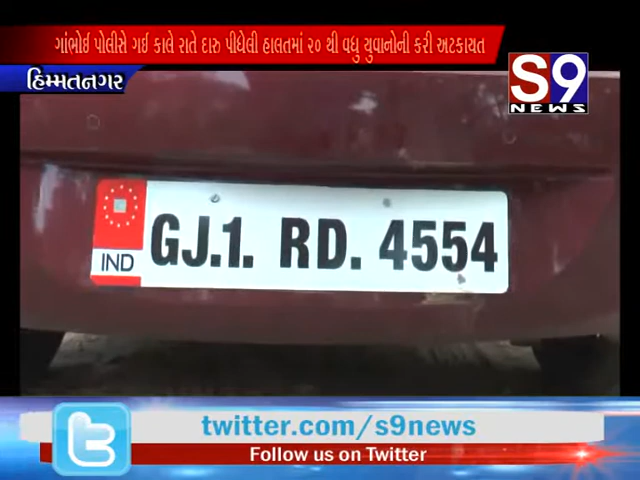 ગાંભોઈ પોલીસે ગઈ કાલે રાતે દારુ પીધેલી હાલતમાં ૨૦ થી વધુ યુવાનોની કરી અટકાયત
હિમ્મતનગર
S9
NEWS
IND
GJ.1. RD. 4554
twitter.com/s9news
Follow us on Twitter